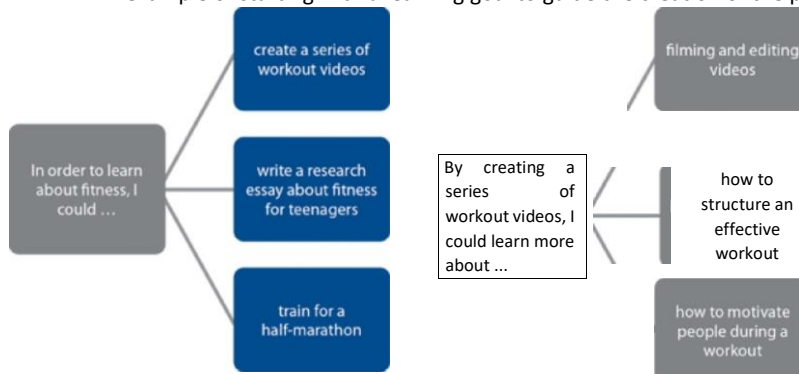 create a series of
workout videos
In order to learn
about fitness, I
could ...
write a research
essay about fitness
for teenagers
train for a
half-marathon
filming and editing
videos
By creating a
series of
workout videos, I
could learn more
about ...
how to
structure an
effective
workout
how to motivate
people during a
workout